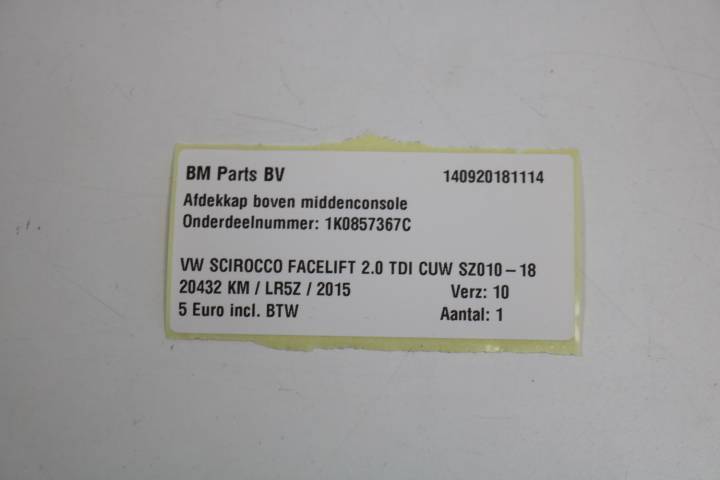 BM Parts BV 140920181114
Afdekkap boven middenconsole
Onderdeelnummer: 1K0857367C
VW SCIROCCO FACELIFT 2.0 TDI CUW SZ010-18
20432 KM / LR5Z / 2015 Verz: 10
5 Euro incl. BTW Aantal: 1